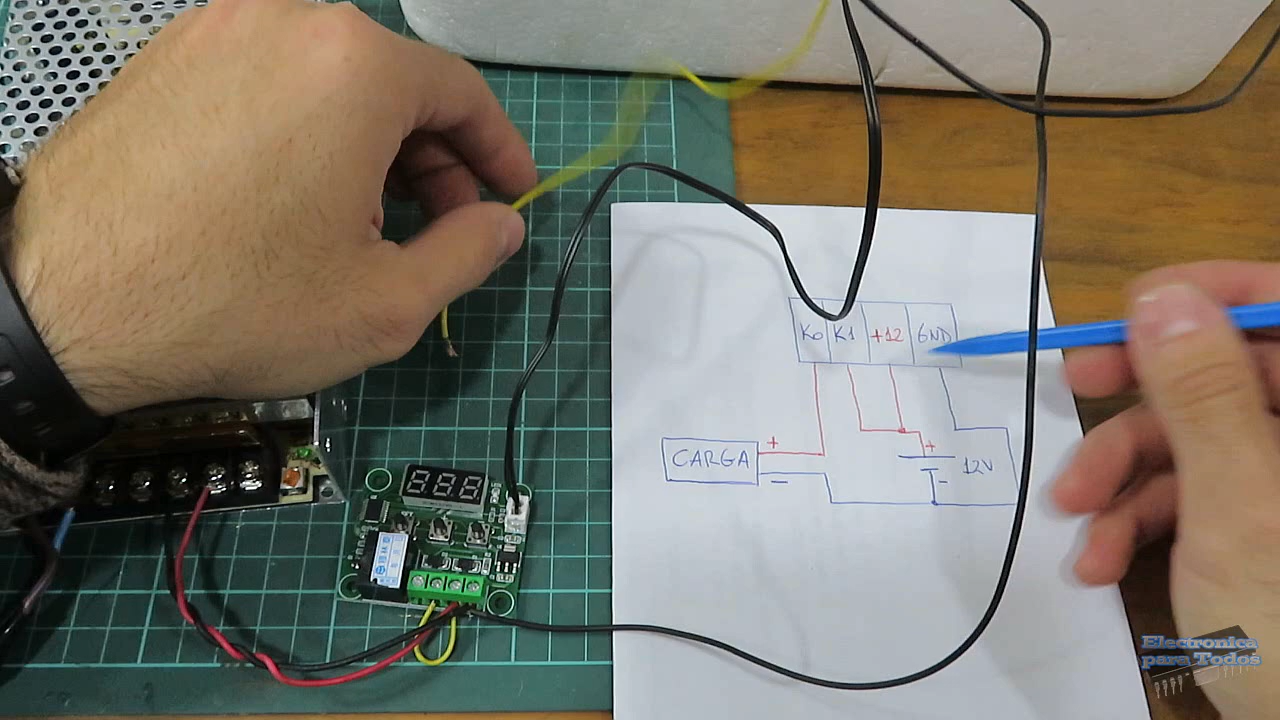 K0 K1 +12 GND
+
CARGA
+
12V
-
-
Electronica
para Todos